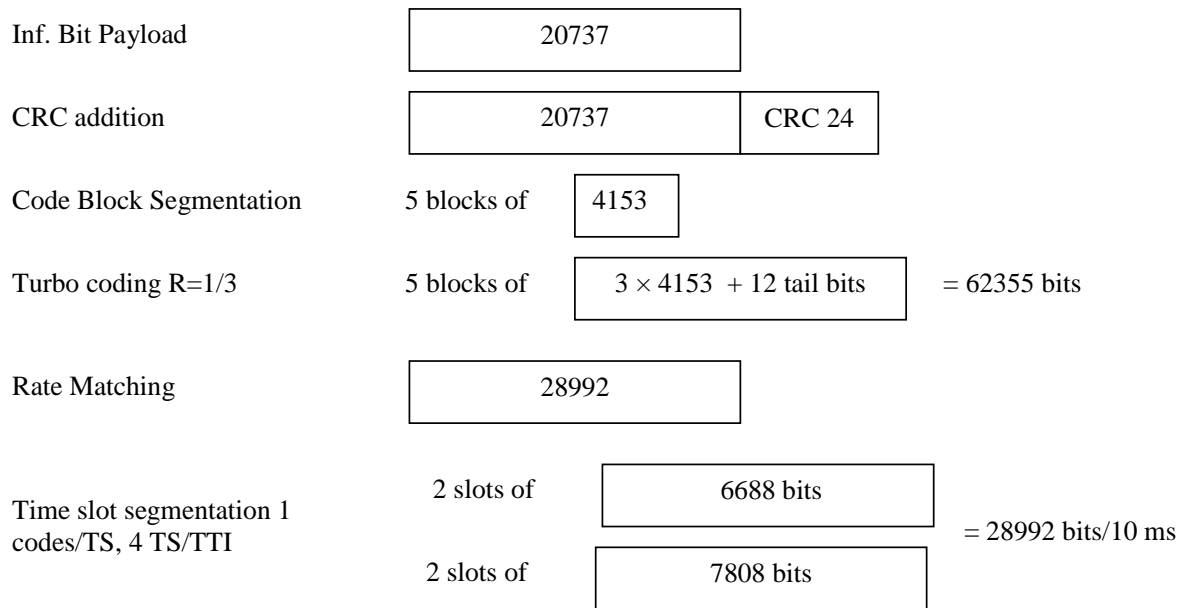 Inf. Bit Payload
20737
CRC addition
20737
CRC 24
Code Block Segmentation
5 blocks of
4153
Turbo coding R=1/3
5 blocks of
3 × 4153 + 12 tail bits
= 62355 bits
Rate Matching
28992
2 slots of
6688 bits
Time slot segmentation 1
codes/TS, 4 TS/TTI
= 28992 bits/10 ms
2 slots of
7808 bits